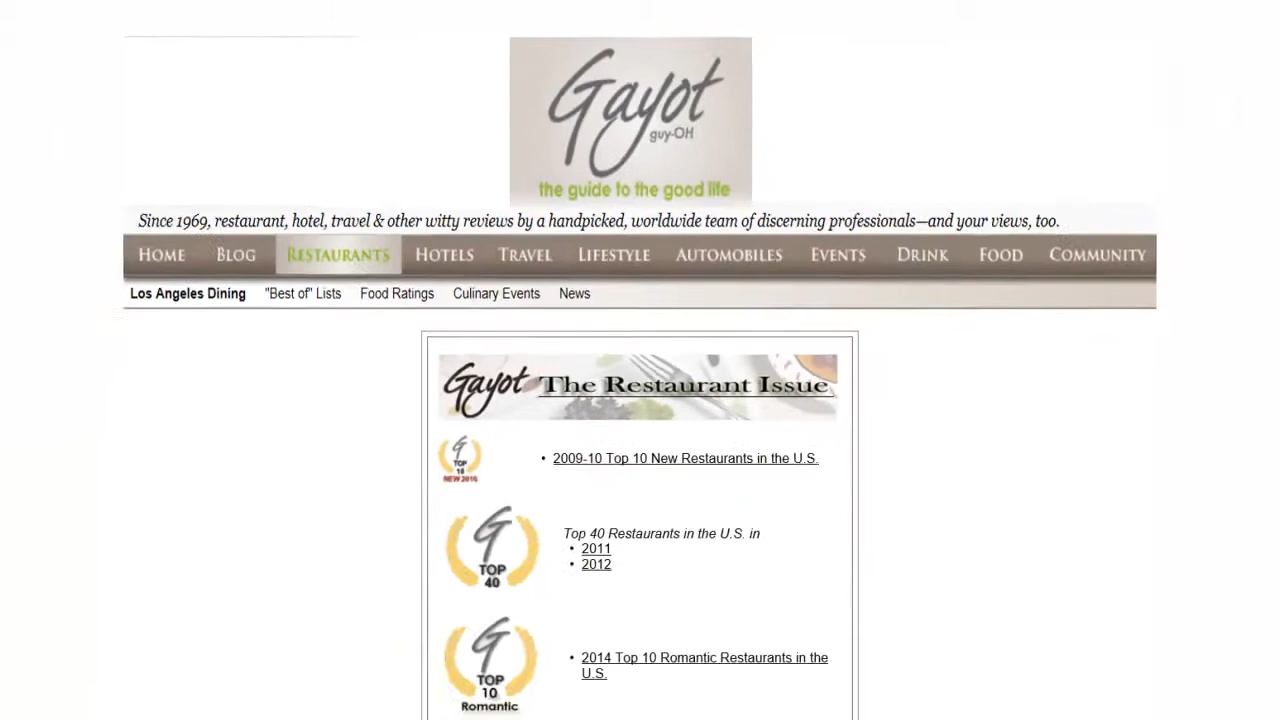 Gayot
guy-OH
the guide to the good life
Since 1969, restaurant, hotel, travel & other witty reviews by a handpicked, worldwide team of discerning professionals—and your views, too.
HOME BLOG RESTAURANTS HOTELS TRAVEL LIFESTYLE AUTOMOBILES EVENTS DRINK FOOD COMMUNITY
Los Angeles Dining "Best of" Lists Food Ratings Culinary Events News
Gayot The Restaurant Issue
G
TOP
10
NEW 2010
• 2009-10 Top 10 New Restaurants in the U.S.
G
TOP
40
Top 40 Restaurants in the U.S. in
• 2011
• 2012
G
TOP
10
Romantic
• 2014 Top 10 Romantic Restaurants in the
U.S.